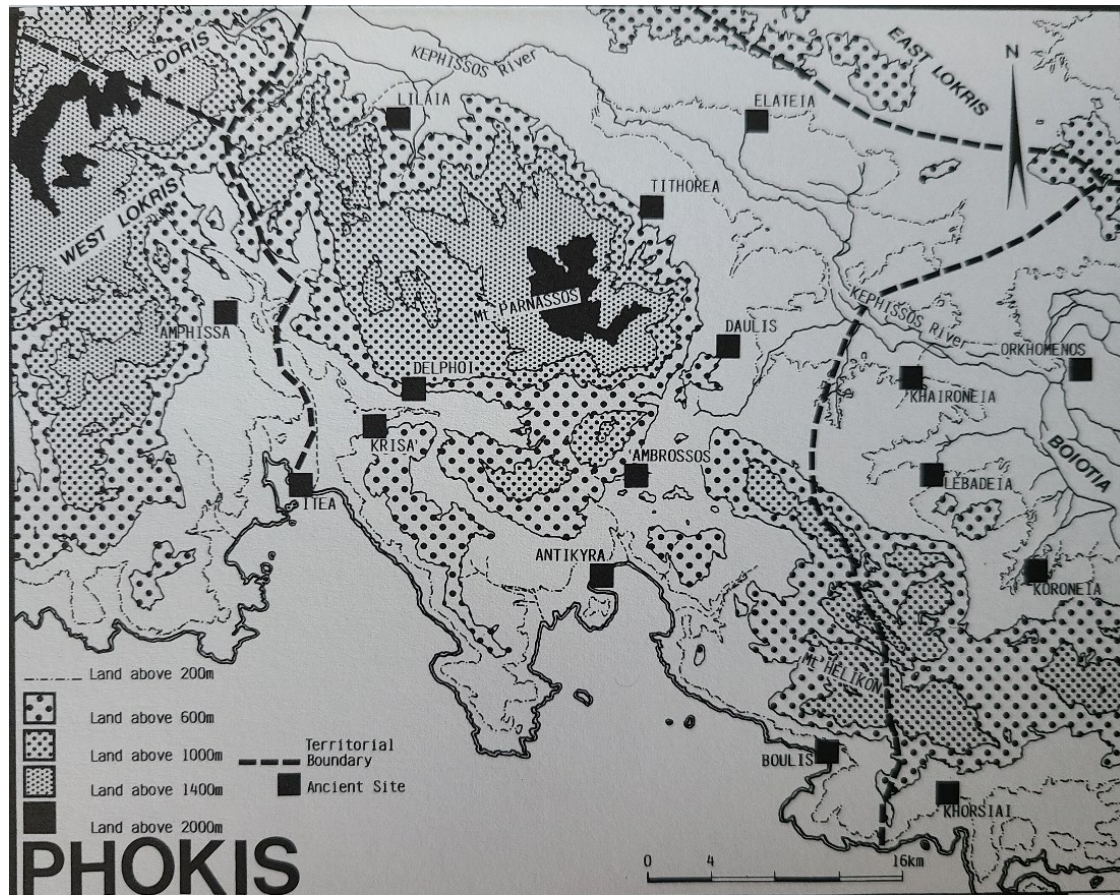 DORIS
KEPHISSOS River
EAST LOKRIS
N
LILAIA
ELATEIA
TITHOREA
WEST LOKRIS
Mt PARNASSOS
KEPHISSOS River
AMPHISSA
DAULIS
ORKHOMENOS
DELPHOI
KHAIRONEIA
KRISA
AMBROSSOS
BOIOTIA
LEBADEIA
ITEA
ANTIKYRA
KORONEIA
Mt HELIKON
BOULIS
KHORSIAI
Land above 200m
Land above 600m
Land above 1000m
Land above 1400m
Land above 2000m
Territorial
Boundary
Ancient Site
PHOKIS
0 4 16km